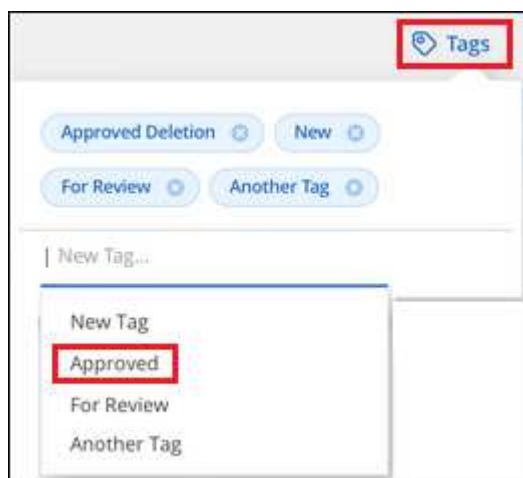 Tags
Approved Deletion New
For Review Another Tag
New Tag...
New Tag
Approved
For Review
Another Tag